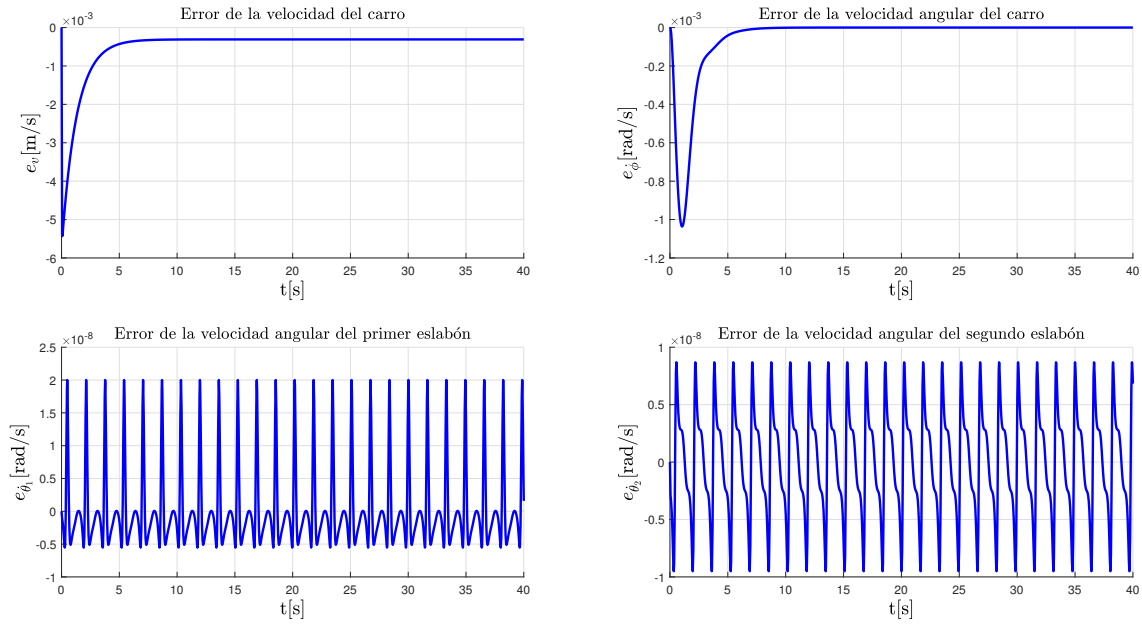 Error de la velocidad del carro
×10⁻³
0
-1
-2
-3
-4
-5
-6
e_v[m/s]
0 5 10 15 20 25 30 35 40
t[s]
Error de la velocidad angular del carro
×10⁻³
0
-0.2
-0.4
-0.6
-0.8
-1
-1.2
e_φ̇[rad/s]
0 5 10 15 20 25 30 35 40
t[s]
Error de la velocidad angular del primer eslabón
×10⁻⁸
2.5
2
1.5
1
0.5
0
-0.5
-1
e_θ̇₁[rad/s]
0 5 10 15 20 25 30 35 40
t[s]
Error de la velocidad angular del segundo eslabón
×10⁻⁸
1
0.5
0
-0.5
-1
e_θ̇₂[rad/s]
0 5 10 15 20 25 30 35 40
t[s]